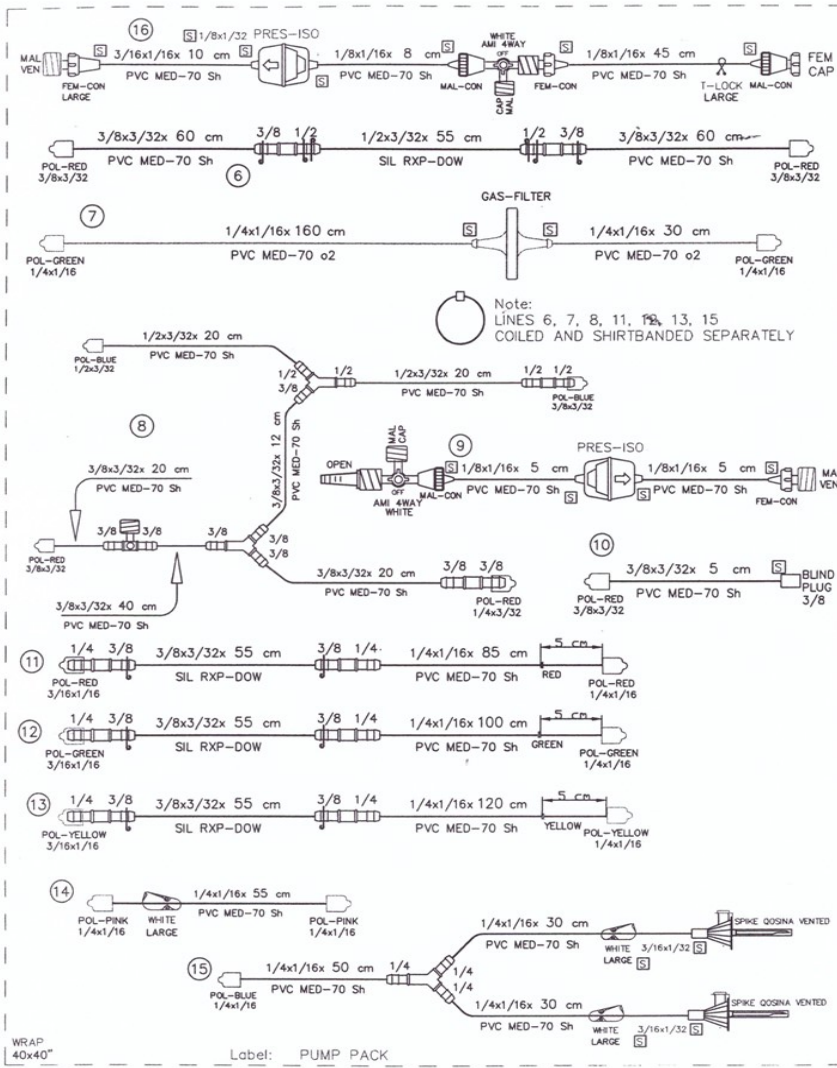 16
S 1/8x1/32 PRES-ISO
MAL VEN
S
3/16x1/16x 10 cm
PVC MED-70 Sh
FEM-CON LARGE
S
1/8x1/16x 8 cm
PVC MED-70 Sh
S
MAL-CON
WHITE
AMI 4WAY
OFF
CAP MAL
S
FEM-CON
1/8x1/16x 45 cm
PVC MED-70 Sh
T-LOCK LARGE
S
MAL-CON
FEM CAP
3/8x3/32x 60 cm
PVC MED-70 Sh
3/8 1/2
1/2x3/32x 55 cm
SIL RXP-DOW
1/2 3/8
3/8x3/32x 60 cm
PVC MED-70 Sh
POL-RED
3/8x3/32
6
POL-RED
3/8x3/32
7
GAS-FILTER
1/4x1/16x 160 cm
PVC MED-70 o2
S
S
1/4x1/16x 30 cm
PVC MED-70 o2
POL-GREEN
1/4x1/16
POL-GREEN
1/4x1/16
Note:
LINES 6, 7, 8, 11, 12, 13, 15
COILED AND SHIRTBANDED SEPARATELY
1/2x3/32x 20 cm
PVC MED-70 Sh
POL-BLUE
1/2x3/32
1/2
1/2
3/8
1/2x3/32x 20 cm
PVC MED-70 Sh
1/2 1/2
POL-BLUE
3/8x3/32
8
3/8x3/32x 12 cm
PVC MED-70 Sh
3/8x3/32x 20 cm
PVC MED-70 Sh
3/8 3/8
3/8
3/8
3/8
POL-RED
3/8x3/32
3/8x3/32x 40 cm
PVC MED-70 Sh
3/8x3/32x 20 cm
PVC MED-70 Sh
3/8 3/8
POL-RED
1/4x3/32
9
OPEN
MAL CAP
OFF
AMI 4WAY
WHITE
MAL-CON
S
1/8x1/16x 5 cm
PVC MED-70 Sh
S
PRES-ISO
1/8x1/16x 5 cm
PVC MED-70 Sh
S
S
FEM-CON
MA
VEN
10
3/8x3/32x 5 cm
PVC MED-70 Sh
S
BLIND
PLUG
3/8
POL-RED
3/8x3/32
11
1/4 3/8
3/8x3/32x 55 cm
SIL RXP-DOW
3/8 1/4
1/4x1/16x 85 cm
PVC MED-70 Sh
5 cm
RED
POL-RED
3/16x1/16
POL-RED
1/4x1/16
12
1/4 3/8
3/8x3/32x 55 cm
SIL RXP-DOW
3/8 1/4
1/4x1/16x 100 cm
PVC MED-70 Sh
5 cm
GREEN
POL-GREEN
3/16x1/16
POL-GREEN
1/4x1/16
13
1/4 3/8
3/8x3/32x 55 cm
SIL RXP-DOW
3/8 1/4
1/4x1/16x 120 cm
PVC MED-70 Sh
5 cm
YELLOW
POL-YELLOW
3/16x1/16
POL-YELLOW
1/4x1/16
14
1/4x1/16x 55 cm
PVC MED-70 Sh
POL-PINK
1/4x1/16
WHITE
LARGE
POL-PINK
1/4x1/16
15
1/4x1/16x 50 cm
PVC MED-70 Sh
POL-BLUE
1/4x1/16
1/4
1/4
1/4
1/4x1/16x 30 cm
PVC MED-70 Sh
WHITE
LARGE S
3/16x1/32 S
SPIKE QOSINA VENTED
1/4x1/16x 30 cm
PVC MED-70 Sh
WHITE
LARGE
S
3/16x1/32 S
SPIKE QOSINA VENTED
WRAP
40x40"
Label: PUMP PACK